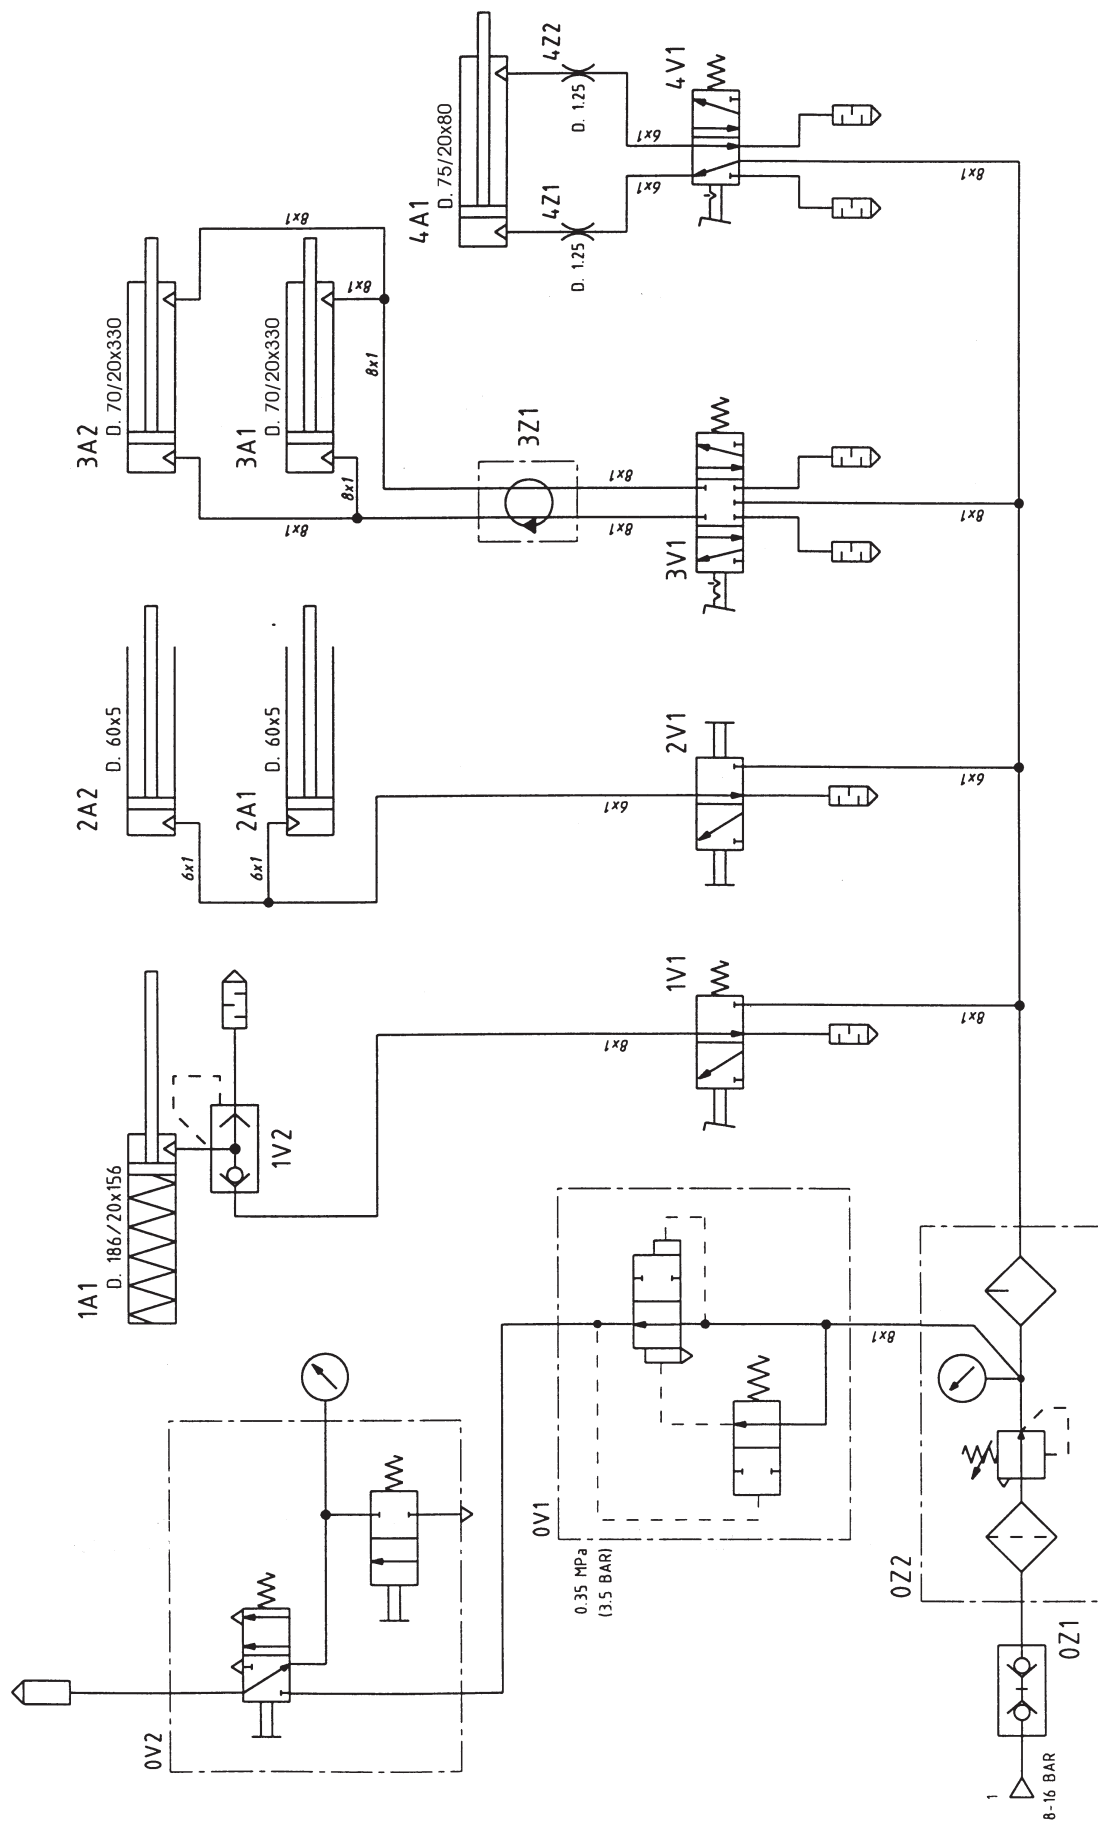 1A1
D. 186/20x156
1V2
2A2
D. 60x5
2A1
D. 60x5
6x1
6x1
3A2
D. 70/20x330
3A1
D. 70/20x330
8x1
8x1
8x1
8x1
8x1
3Z1
8x1
8x1
4A1
D. 75/20x80
4Z1
D. 1.25
4Z2
D. 1.25
6x1
6x1
1V1
8x1
2V1
6x1
3V1
4V1
8x1
6x1
8x1
8x1
0V2
0V1
0.35 MPa
(3.5 BAR)
8x1
0Z2
0Z1
1
8-16 BAR